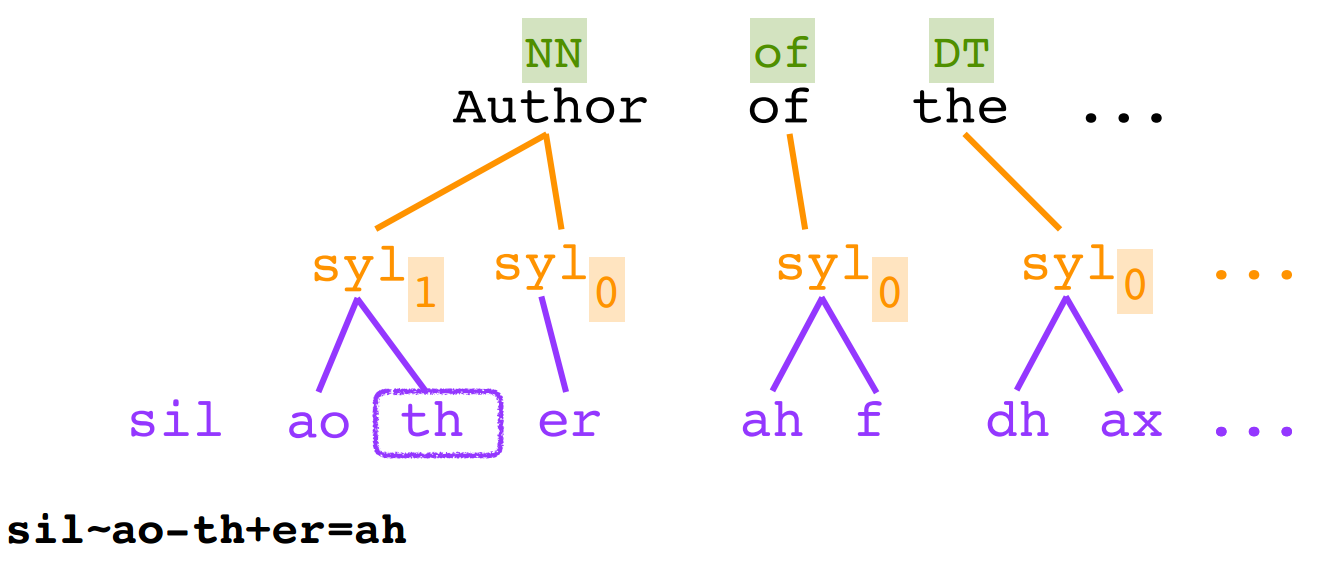 NN of DT
Author of the ...
syl1 syl0 syl0 syl0 ...
sil ao th er ah f dh ax ...
sil~ao-th+er=ah